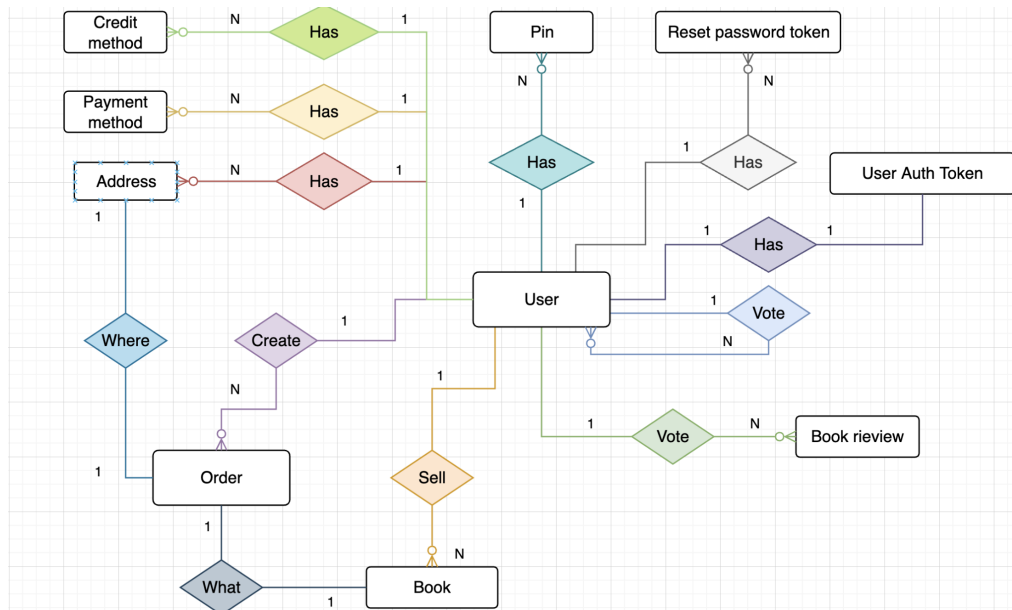 Credit
method
N
Has
1
Pin
Reset password token
N
N
Payment
method
N
Has
1
Address
N
Has
1
Has
1
1
Has
User Auth Token
1
1
Has
1
User
1
Vote
N
Where
Create
1
N
1
1
Vote
N
Book rieview
1
Order
Sell
1
N
What
1
Book